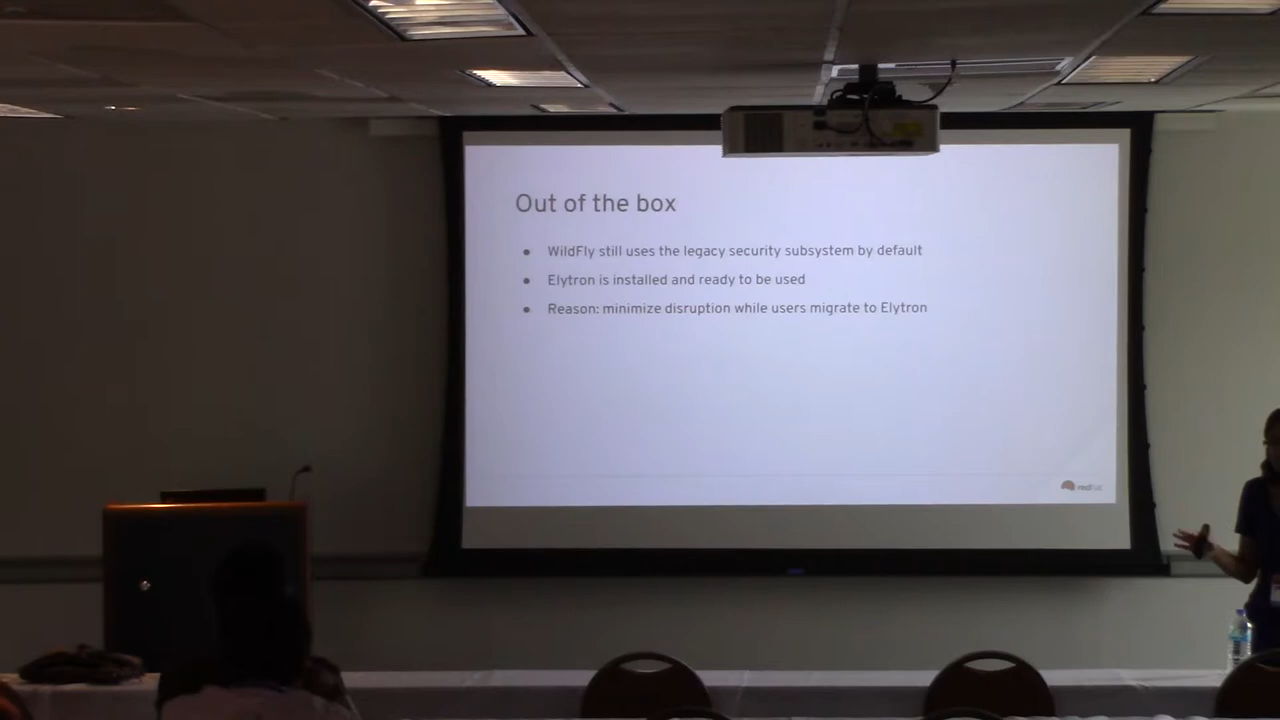 Out of the box
● WildFly still uses the legacy security subsystem by default
● Elytron is installed and ready to be used
● Reason: minimize disruption while users migrate to Elytron
redhat